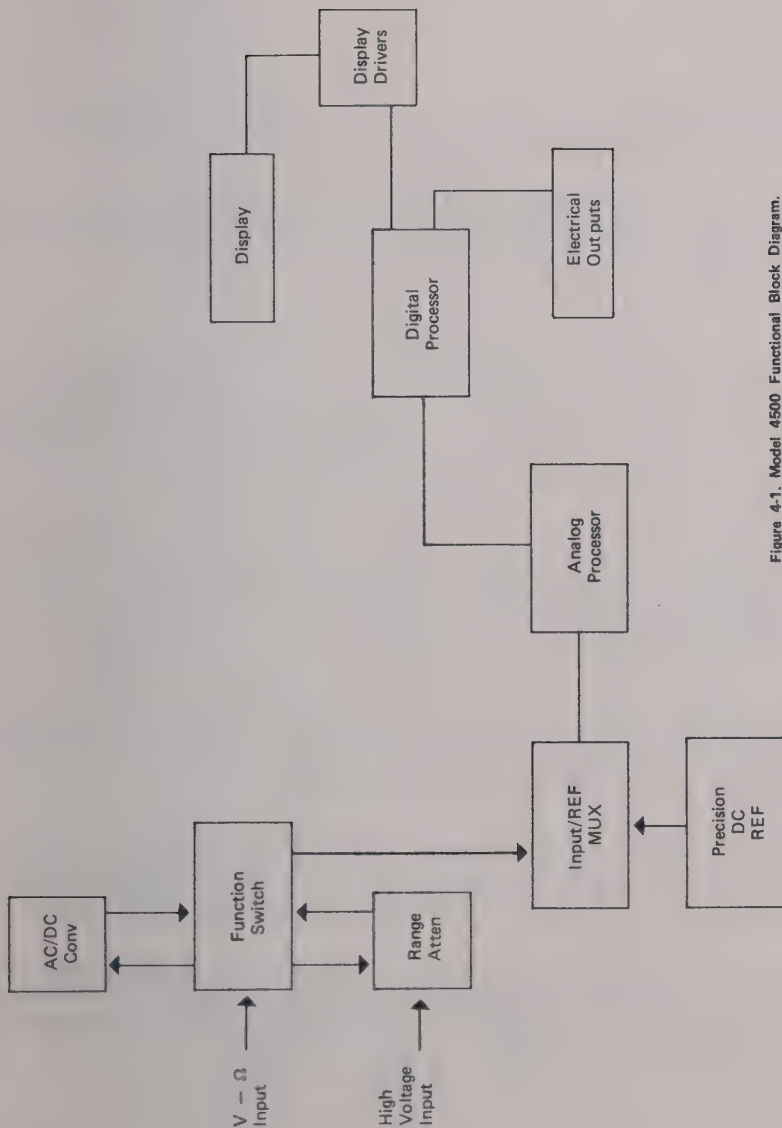 AC/DC
Conv
V – Ω
Input
Function
Switch
High
Voltage
Input
Range
Atten
Input/REF
MUX
Precision
DC
REF
Analog
Processor
Digital
Processor
Electrical
Outputs
Display
Display
Drivers
Figure 4-1. Model 4500 Functional Block Diagram.